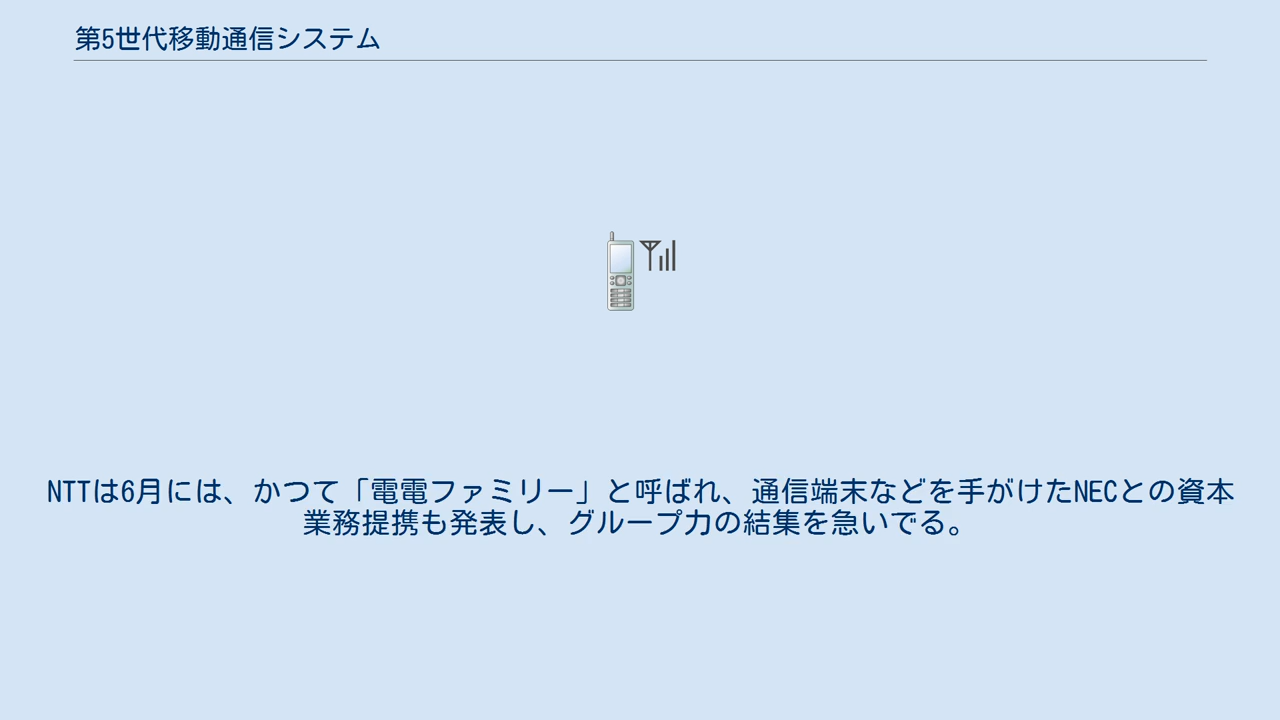 第5世代移動通信システム
NTTは6月には、かつて「電電ファミリー」と呼ばれ、通信端末などを手がけたNECとの資本
業務提携も発表し、グループ力の結集を急いでる。